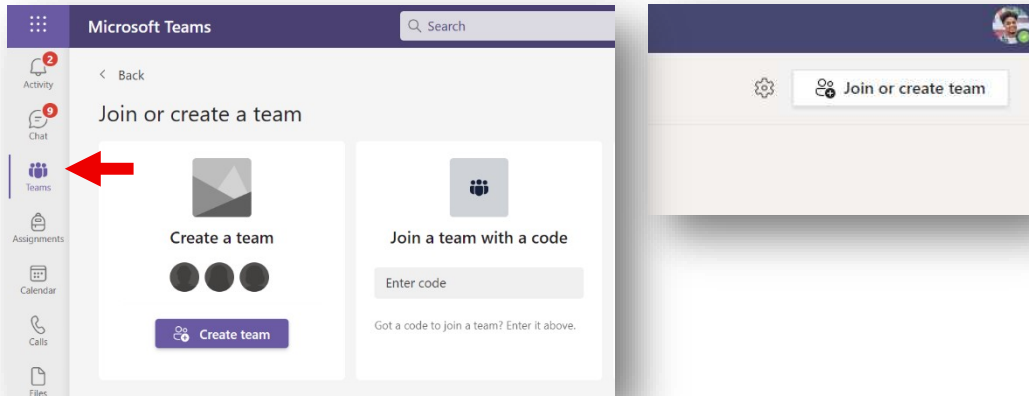 Microsoft Teams
Search
2
Activity
9
Chat
Teams
Assignments
Calendar
Calls
Files
< Back
Join or create a team
Create a team
Create team
Join a team with a code
Enter code
Got a code to join a team? Enter it above.
Join or create team